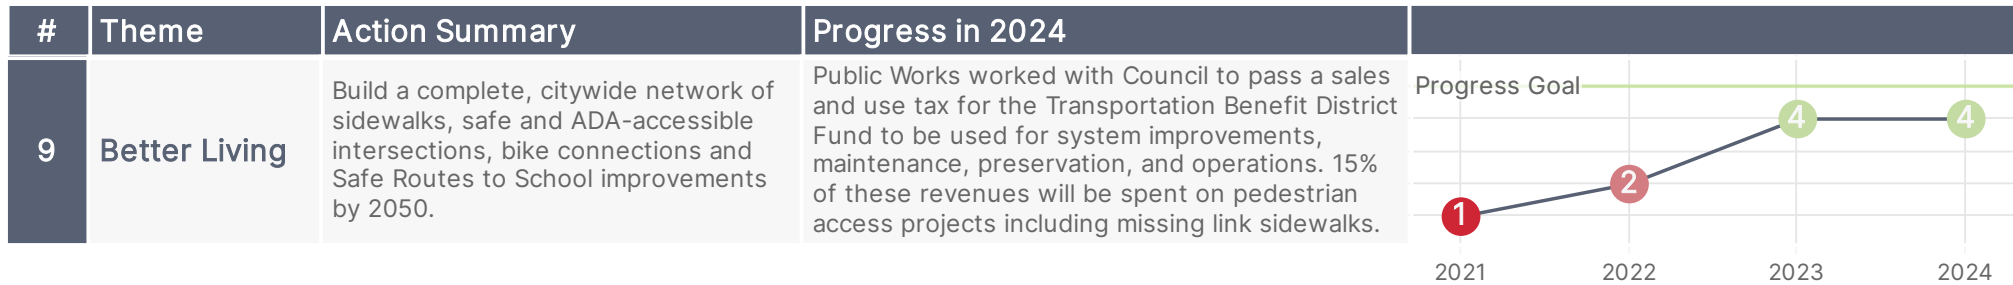 # Theme Action Summary Progress in 2024
9
Better Living
Build a complete, citywide network of
sidewalks, safe and ADA-accessible
intersections, bike connections and
Safe Routes to School improvements
by 2050.
Public Works worked with Council to pass a sales
and use tax for the Transportation Benefit District
Fund to be used for system improvements,
maintenance, preservation, and operations. 15%
of these revenues will be spent on pedestrian
access projects including missing link sidewalks.
Progress Goal
1 2 4 4
2021 2022 2023 2024